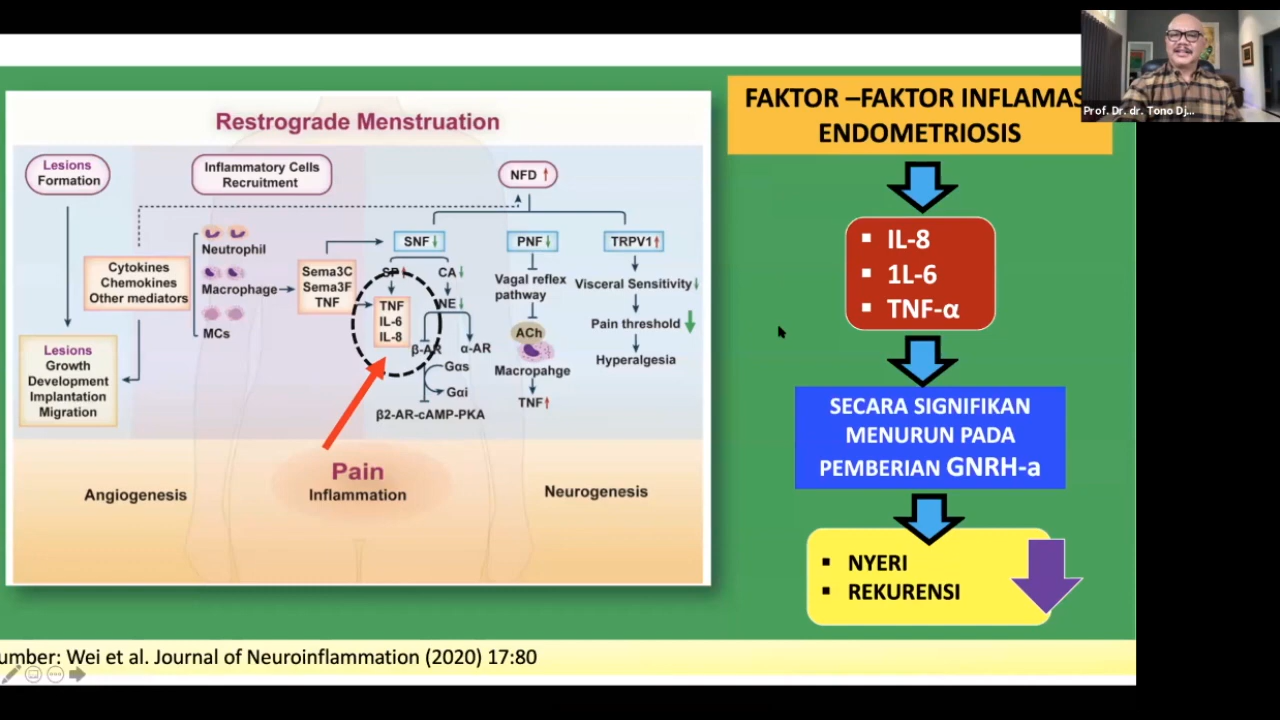 Prof. Dr. dr. Tono Dj...
Restrograde Menstruation
Lesions
Formation
Inflammatory Cells
Recruitment
NFD ↑
Cytokines
Chemokines
Other mediators
Neutrophil
Macrophage
MCs
Sema3C
Sema3F
TNF
SNF↓
PNF↓
TRPV1↑
SP↑
CA↓
TNF
IL-6
IL-8
NE↓
β-AR
α-AR
Gαs
Gαi
β2-AR-cAMP-PKA
Vagal reflex
pathway
ACh
Macropahge
TNF↑
Visceral Sensitivity↓
Pain threshold ↓
Hyperalgesia
Lesions
Growth
Development
Implantation
Migration
Angiogenesis
Pain
Inflammation
Neurogenesis
FAKTOR –FAKTOR INFLAMAS
ENDOMETRIOSIS
▪ IL-8
▪ 1L-6
▪ TNF-α
SECARA SIGNIFIKAN
MENURUN PADA
PEMBERIAN GNRH-a
▪ NYERI
▪ REKURENSI
umber: Wei et al. Journal of Neuroinflammation (2020) 17:80